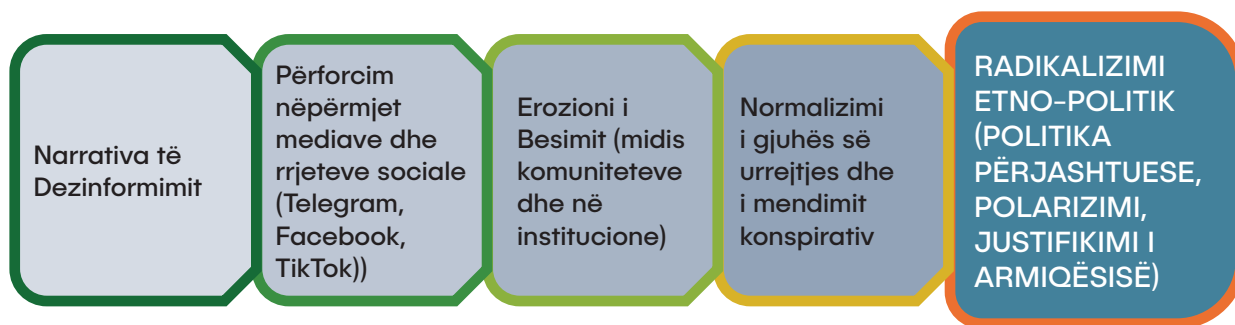 Narrativa të
Dezinformimit
Përforcim
nëpërmjet
mediave dhe
rrjeteve sociale
(Telegram,
Facebook,
TikTok))
Erozioni i
Besimit (midis
komuniteteve
dhe në
institucione)
Normalizimi
i gjuhës së
urrejtjes dhe
i mendimit
konspirativ
RADIKALIZIMI
ETNO-POLITIK
(POLITIKA
PËRJASHTUESE,
POLARIZIMI,
JUSTIFIKIMI I
ARMIQËSISË)